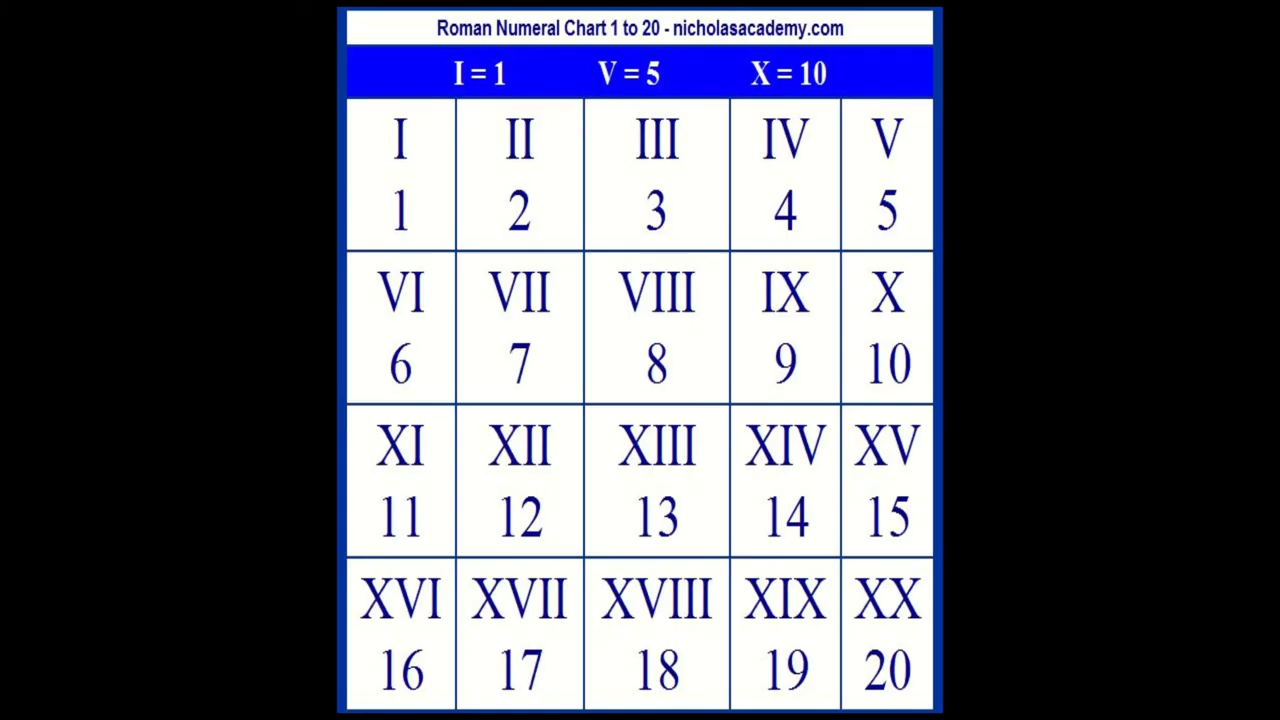 Roman Numeral Chart 1 to 20 - nicholasacademy.com
I = 1 V = 5 X = 10
I II III IV V
1 2 3 4 5
VI VII VIII IX X
6 7 8 9 10
XI XII XIII XIV XV
11 12 13 14 15
XVI XVII XVIII XIX XX
16 17 18 19 20